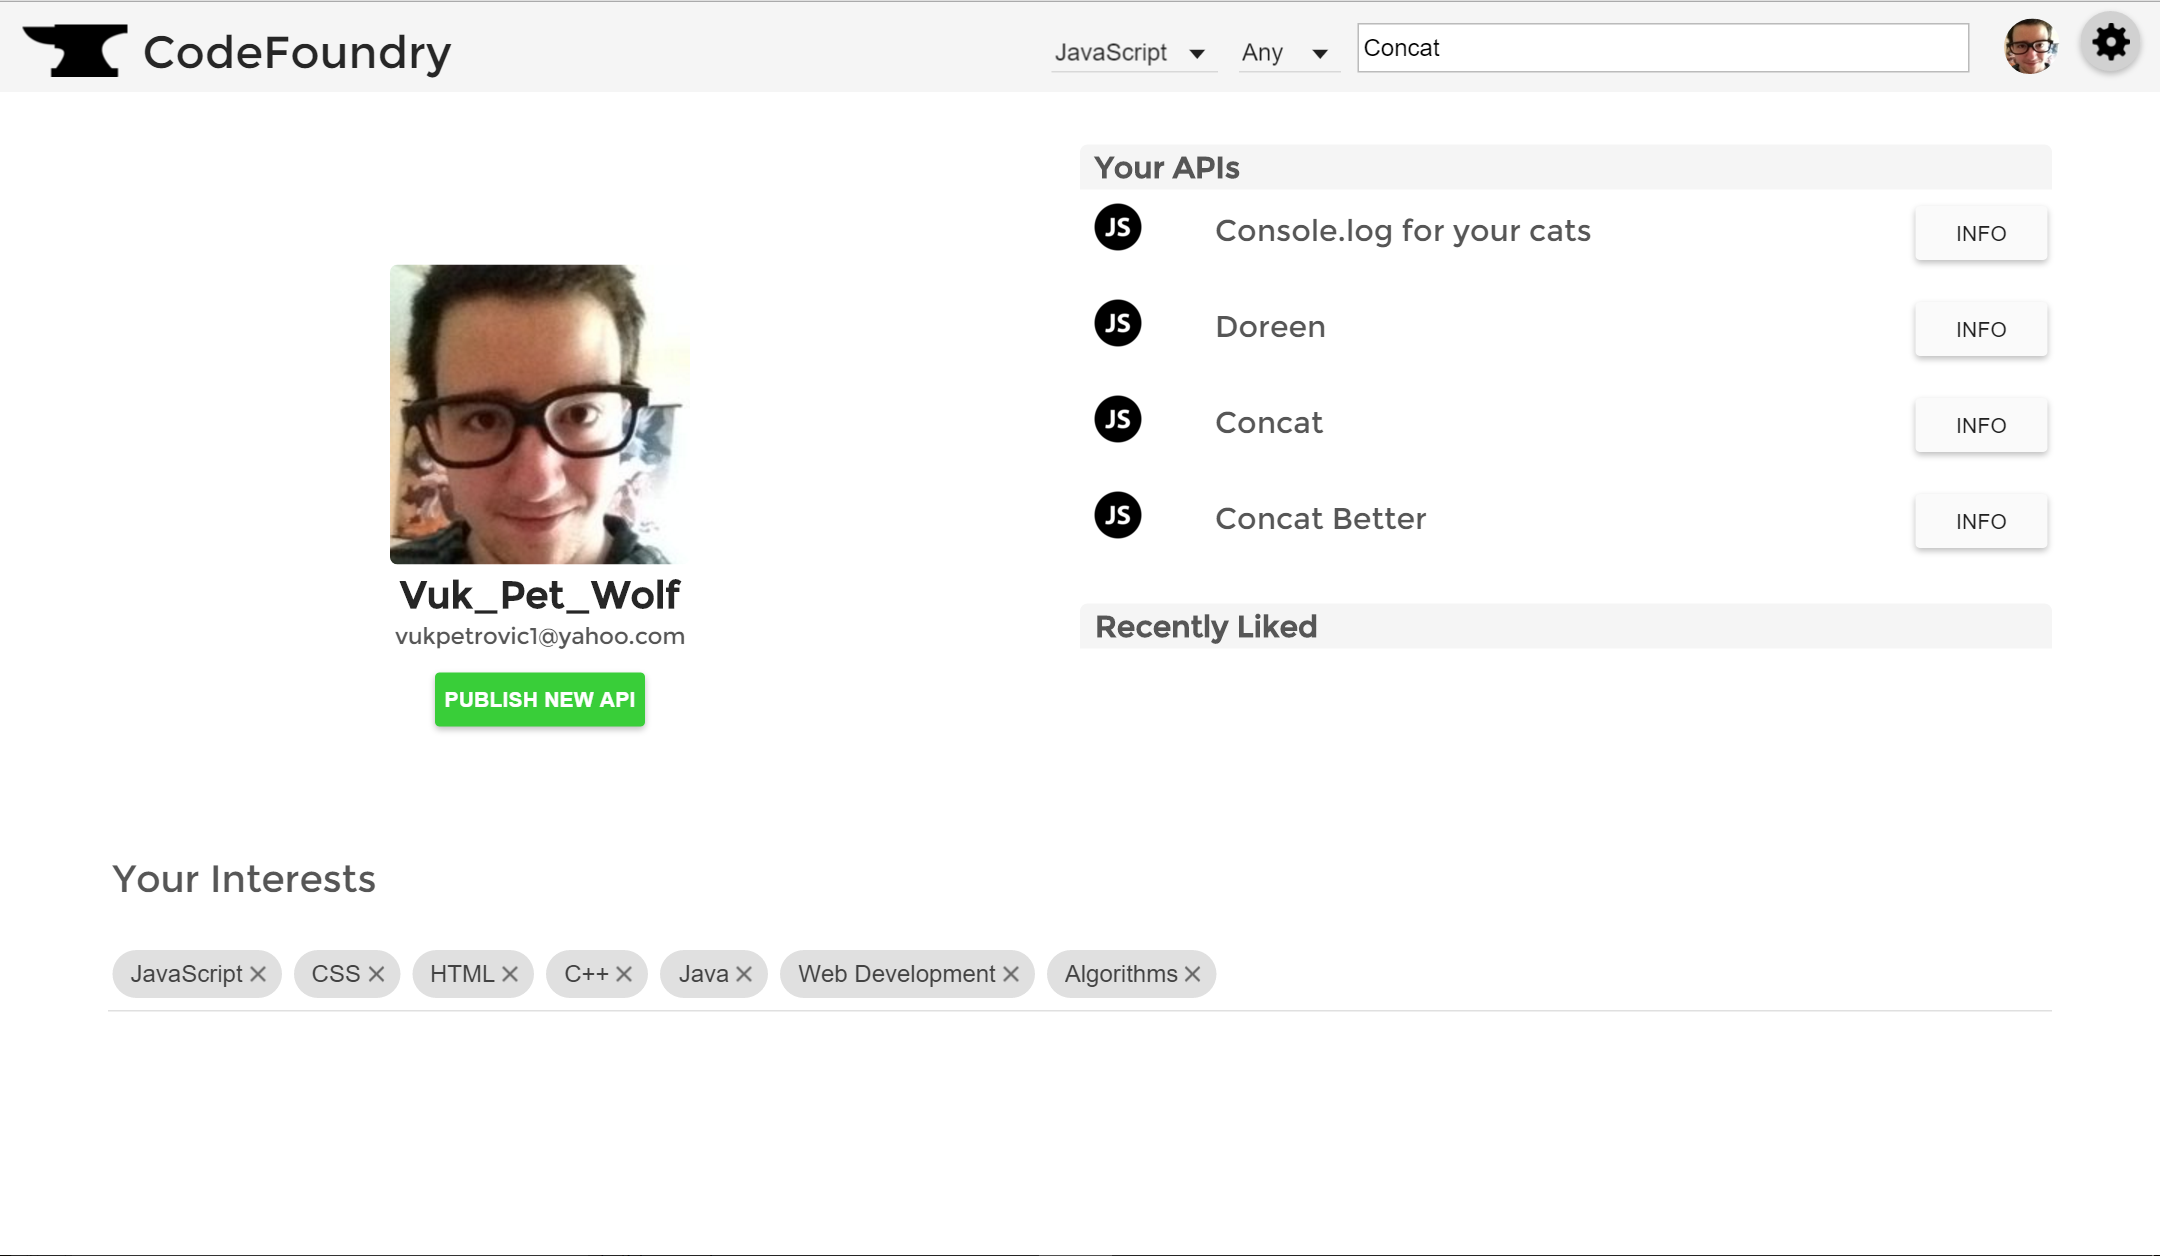 CodeFoundry
JavaScript
Any
Concat
Your APIs
JS Console.log for your cats INFO
JS Doreen INFO
JS Concat INFO
JS Concat Better INFO
Recently Liked
Vuk_Pet_Wolf
vukpetrovic1@yahoo.com
PUBLISH NEW API
Your Interests
JavaScript CSS HTML C++ Java Web Development Algorithms